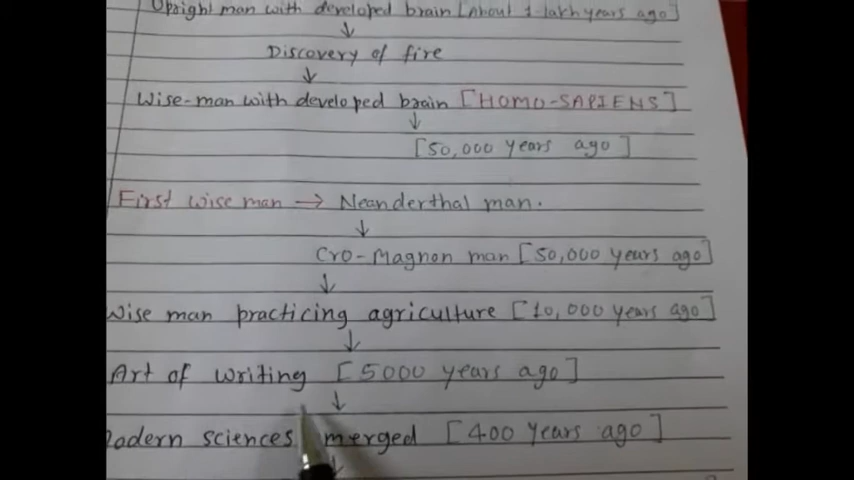 Upright man with developed brain [About 1 lakh years ago]
↓
Discovery of fire
↓
Wise-man with developed brain [HOMO-SAPIENS]
↓
[50,000 years ago]
First wise man → Neanderthal man.
↓
Cro-Magnon man [50,000 years ago]
↓
Wise man practicing agriculture [10,000 years ago]
↓
Art of writing [5000 years ago]
↓
Modern sciences merged [400 years ago]
↓